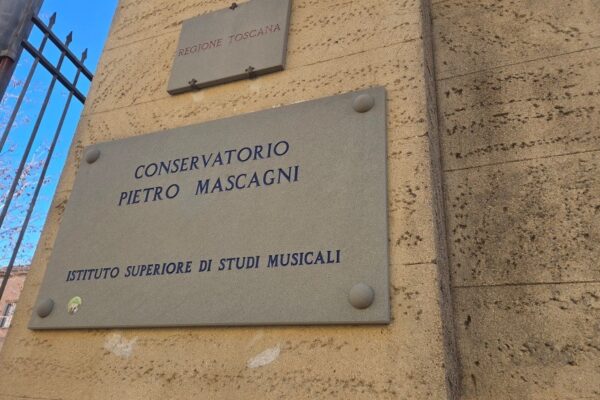 REGIONE TOSCANA
CONSERVATORIO
PIETRO MASCAGNI
ISTITUTO SUPERIORE DI STUDI MUSICALI